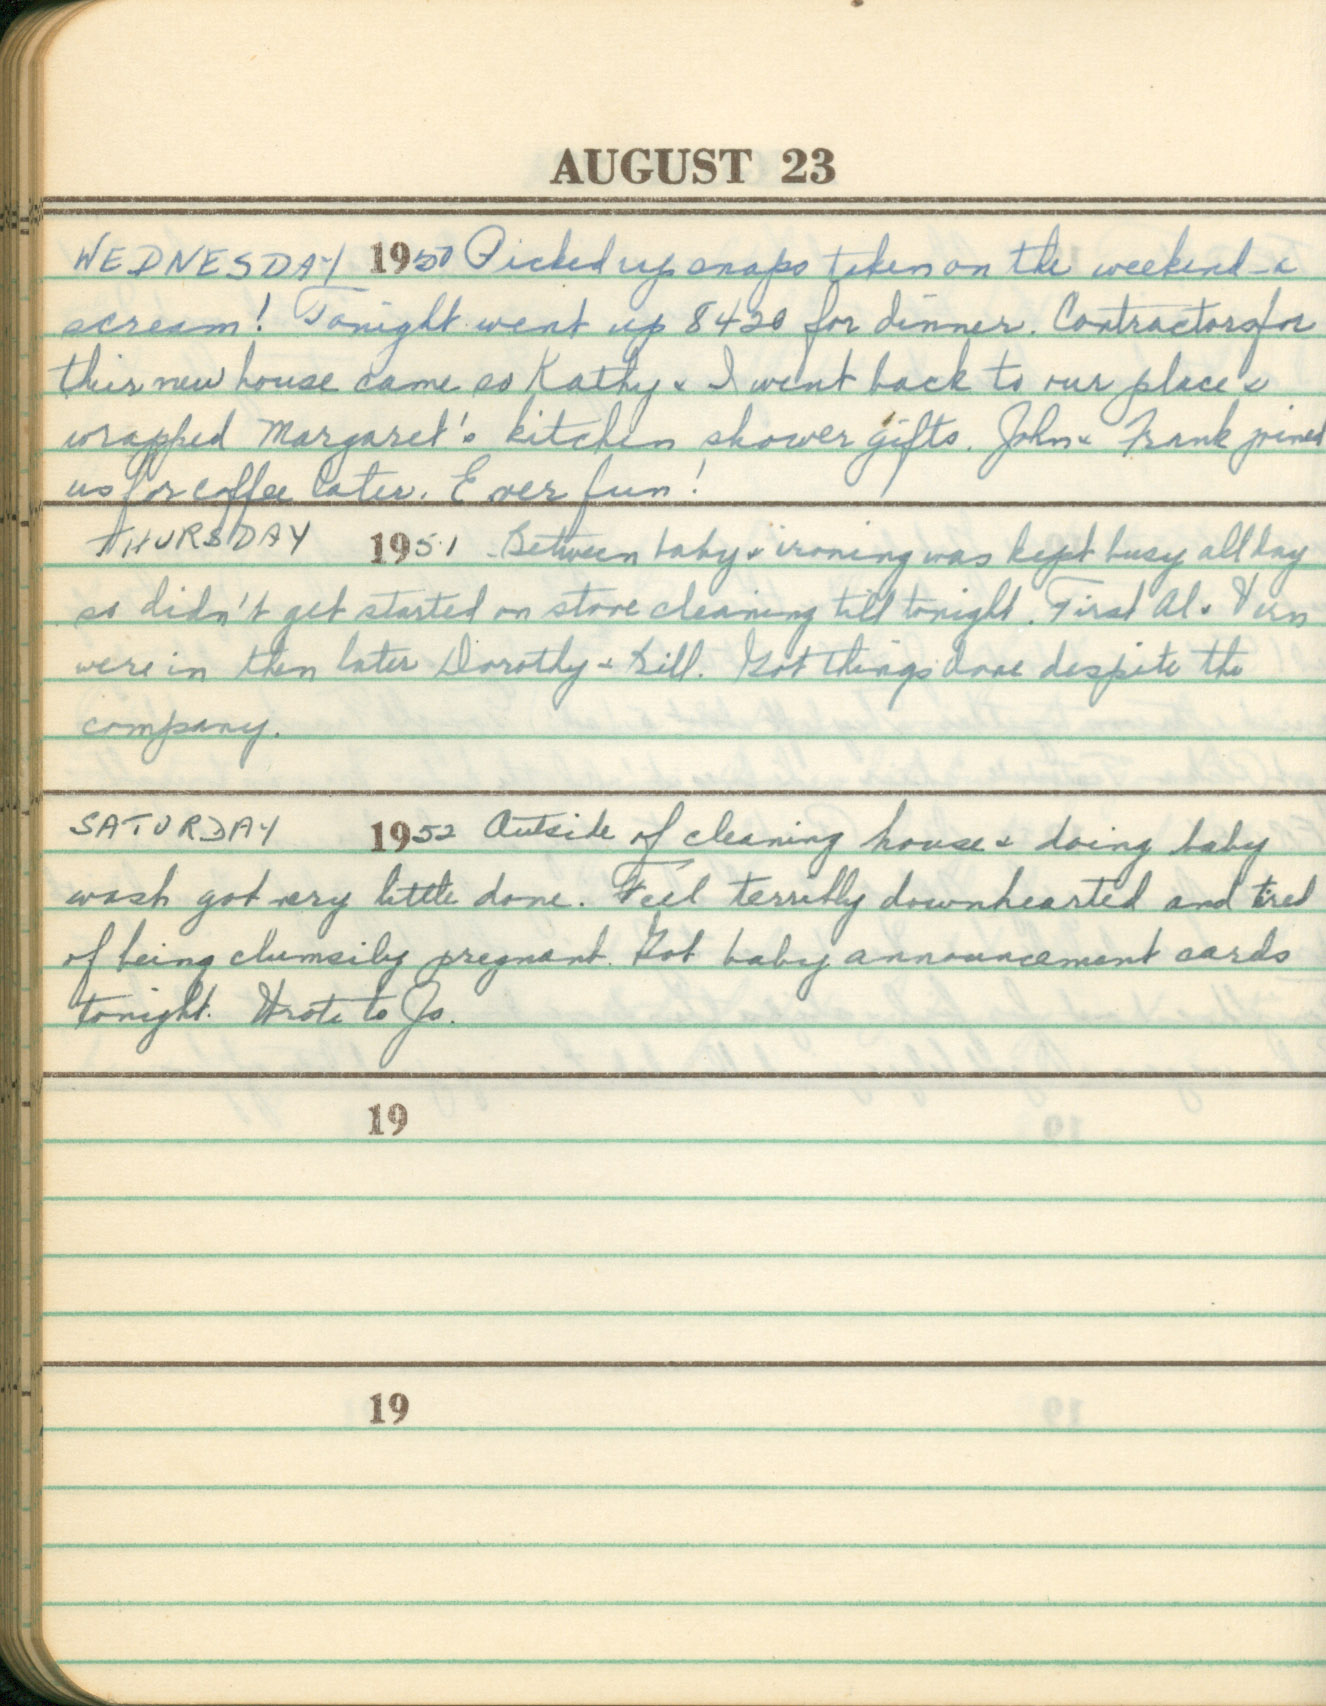 AUGUST 23
WEDNESDAY 1950 Picked up snaps taken on the weekend - a
scream! Tonight went up 8420 for dinner. Contractors for
their new house came so Kathy & I went back to our place &
wrapped Margaret's kitchen shower gifts. John & Frank joined
us for coffee later. Ever fun!
THURSDAY 1951 Between baby & ironing was kept busy all day
so didn't get started on stove cleaning till tonight. First Al & Vern
were in then later Dorothy & Bill. Got things done despite the
company.
SATURDAY 1952 Outside of cleaning house & doing baby
wash got very little done. Feel terribly downhearted and tired
of being clumsily pregnant. Got baby announcement cards
tonight. Wrote to Jo.
19
19